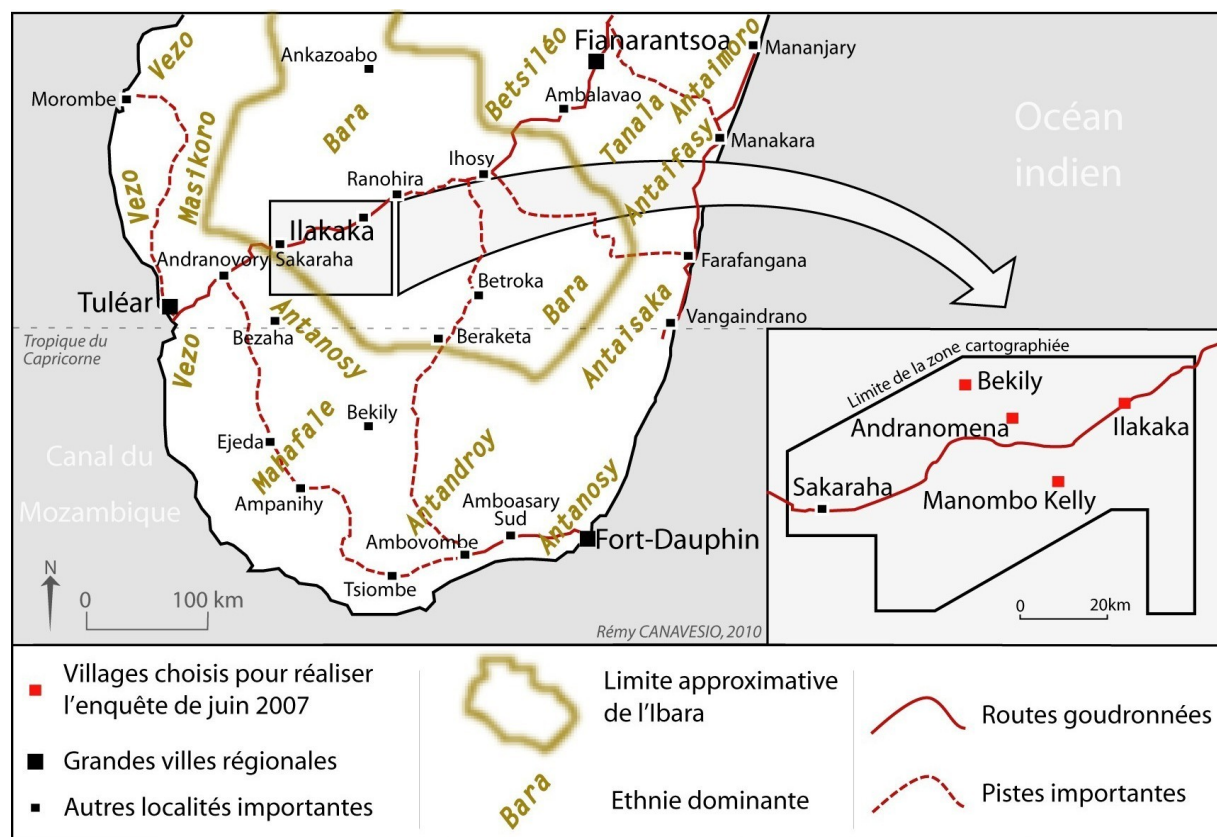 Vezo
Ankazoabo
Betsiléo
Fianarantsoa
Antaimoro
Mananjary
Morombe
Bara
Ambalavao
Tanala
Océan
indien
Manakara
Vezo
Masikoro
Ihosy
Antaifasy
Ranohira
Ilakaka
Andranovory
Sakaraha
Farafangana
Betroka
Bara
Tuléar
Antanosy
Vangaindrano
Tropique du
Capricorne
Bezaha
Beraketa
Antaisaka
Vezo
Bekily
Ejeda
Mahafale
Canal du
Mozambique
Antandroy
Ampanihy
Amboasary
Sud
Antanosy
Ambovombe
Fort-Dauphin
Tsiombe
N
0 100 km
Rémy CANAVESIO, 2010
Limite de la zone cartographiée
Bekily
Andranomena
Ilakaka
Sakaraha
Manombo Kelly
0 20km
Villages choisis pour réaliser
l'enquête de juin 2007
Grandes villes régionales
Autres localités importantes
Limite approximative
de l'Ibara
Bara
Ethnie dominante
Routes goudronnées
Pistes importantes